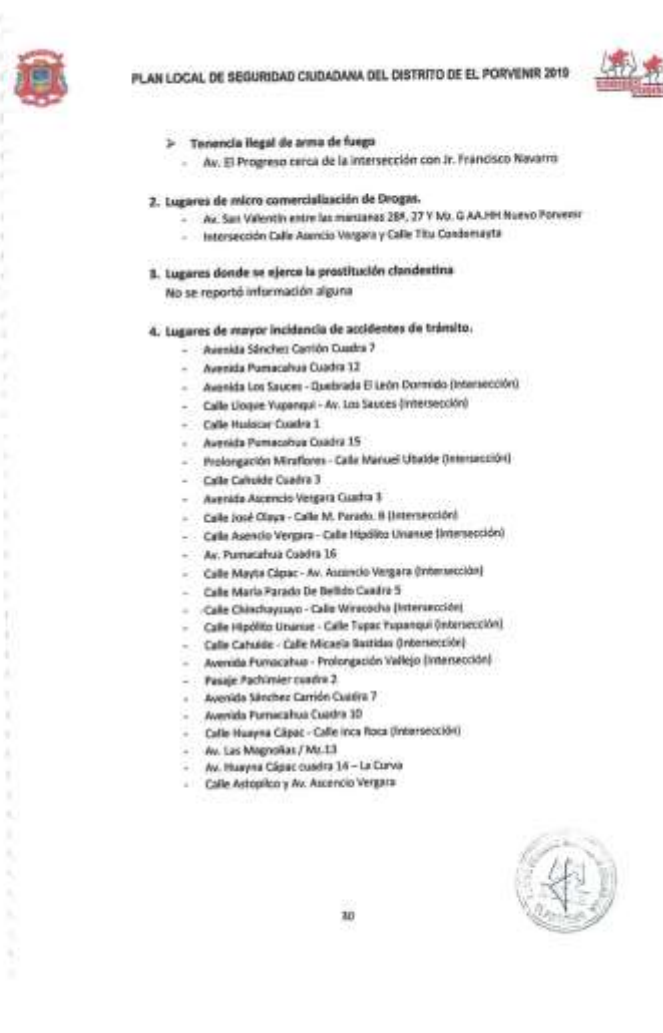 PLAN LOCAL DE SEGURIDAD CIUDADANA DEL DISTRITO DE EL PORVENIR 2019
➢ Tenencia ilegal de arma de fuego
- Av. El Progreso cerca de la intersección con Jr. Francisco Navarro
2. Lugares de micro comercialización de Drogas.
- Av. San Valentín entre las manzanas 28ª, 27 Y Mz. G AA.HH Nuevo Porvenir
- Intersección Calle Asencio Vergara y Calle Titu Condemayta
3. Lugares donde se ejerce la prostitución clandestina
No se reportó información alguna
4. Lugares de mayor incidencia de accidentes de tránsito.
- Avenida Sánchez Carrión Cuadra 7
- Avenida Pumacahua Cuadra 12
- Avenida Los Sauces - Quebrada El León Dormido (Intersección)
- Calle Lloque Yupanqui - Av. Los Sauces (Intersección)
- Calle Huáscar Cuadra 1
- Avenida Pumacahua Cuadra 15
- Prolongación Miraflores - Calle Manuel Ubalde (Intersección)
- Calle Cahuide Cuadra 3
- Avenida Ascencio Vergara Cuadra 3
- Calle José Olaya - Calle M. Parado. B (Intersección)
- Calle Asencio Vergara - Calle Hipólito Unanue (Intersección)
- Av. Pumacahua Cuadra 16
- Calle Mayta Cápac - Av. Ascencio Vergara (Intersección)
- Calle María Parado De Bellido Cuadra 5
- Calle Chinchaysuyo - Calle Wiracocha (Intersección)
- Calle Hipólito Unanue - Calle Tupac Yupanqui (Intersección)
- Calle Cahuide - Calle Micaela Bastidas (Intersección)
- Avenida Pumacahua - Prolongación Vallejo (Intersección)
- Pasaje Pachimier cuadra 2
- Avenida Sánchez Carrión Cuadra 7
- Avenida Pumacahua Cuadra 10
- Calle Huayna Cápac - Calle Inca Roca (Intersección)
- Av. Las Magnolias / Mz.13
- Av. Huayna Cápac cuadra 14 – La Curva
- Calle Astopilco y Av. Ascencio Vergara
30